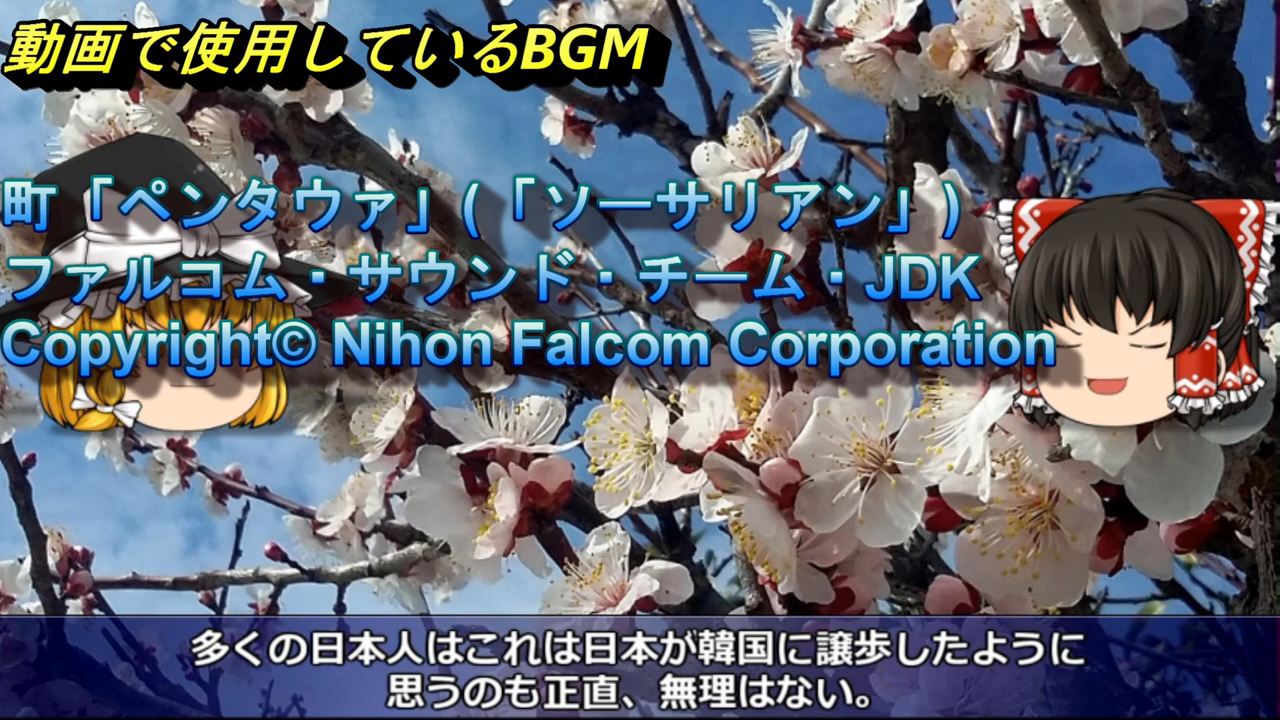 動画で使用しているBGM
町「ペンタウァ」(「ソーサリアン」)
ファルコム・サウンド・チーム・JDK
Copyright© Nihon Falcom Corporation
多くの日本人はこれは日本が韓国に譲歩したように
思うのも正直、無理はない。